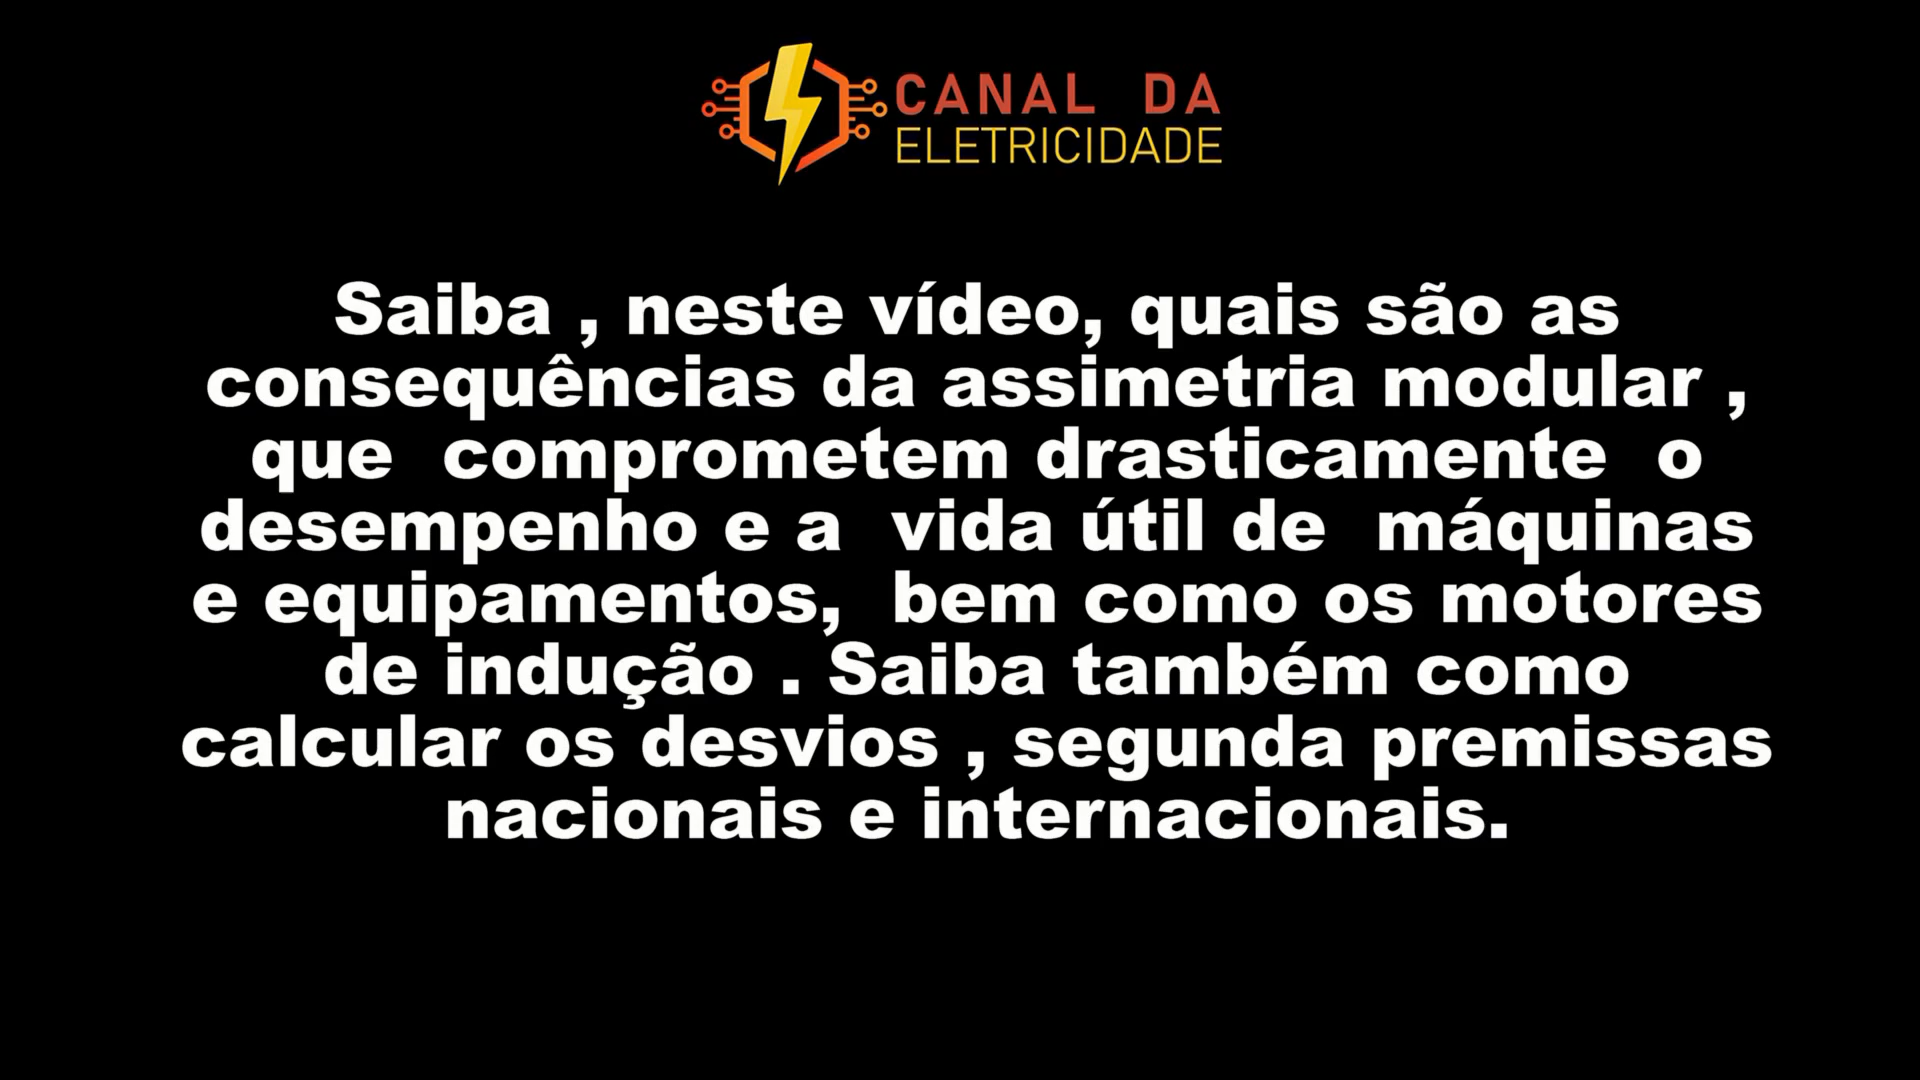 CANAL DA
ELETRICIDADE
Saiba , neste vídeo, quais são as
consequências da assimetria modular ,
que comprometem drasticamente o
desempenho e a vida útil de máquinas
e equipamentos, bem como os motores
de indução . Saiba também como
calcular os desvios , segunda premissas
nacionais e internacionais.